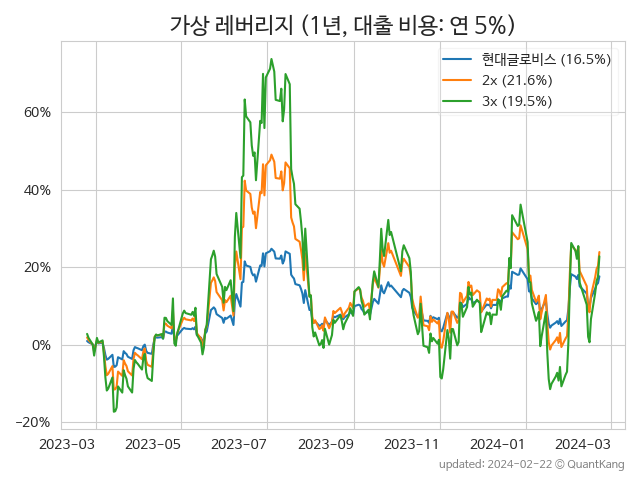 가상 레버리지 (1년, 대출 비용: 연 5%)
현대글로비스 (16.5%)
2x (21.6%)
3x (19.5%)
60%
40%
20%
0%
−20%
2023−03 2023−05 2023−07 2023−09 2023−11 2024−01 2024−03
updated: 2024−02−22 © QuantKang